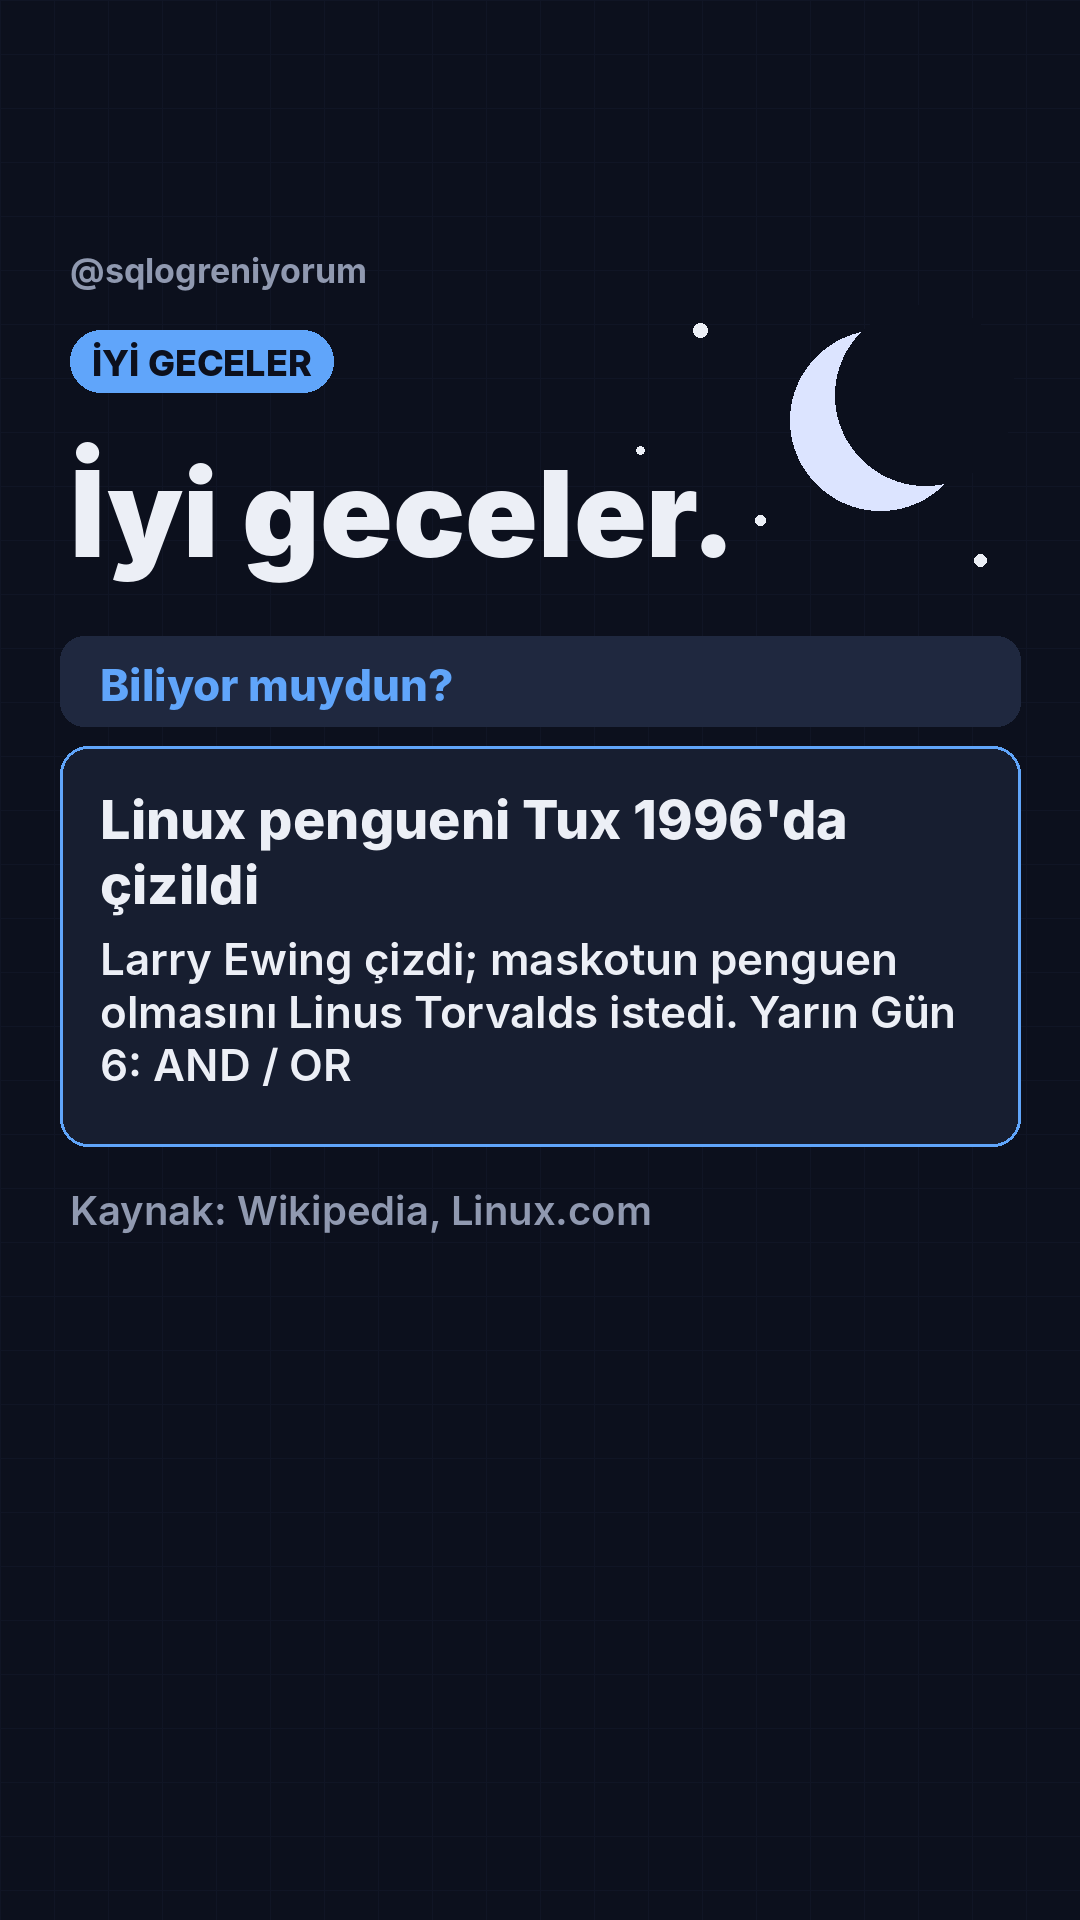 @sqlogreniyorum
İYİ GECELER
İyi geceler.
Biliyor muydun?
Linux pengueni Tux 1996'da
çizildi
Larry Ewing çizdi; maskotun penguen
olmasını Linus Torvalds istedi. Yarın Gün
6: AND / OR
Kaynak: Wikipedia, Linux.com